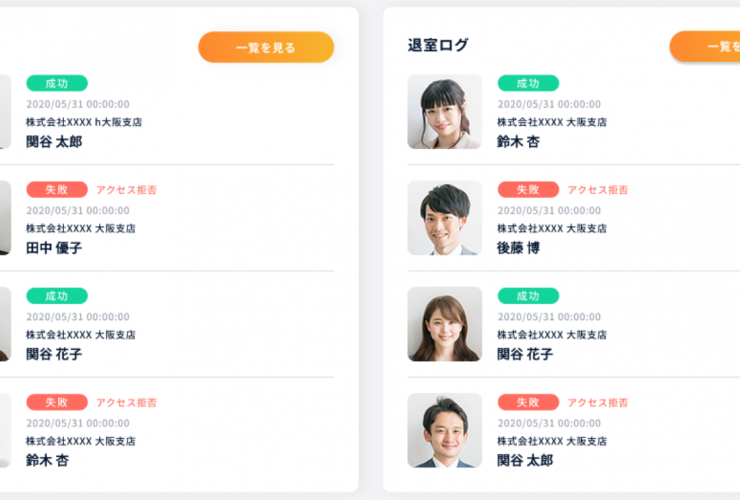 一覧を見る
成功
2020/05/31 00:00:00
株式会社XXXX h大阪支店
関谷 太郎
失敗 アクセス拒否
2020/05/31 00:00:00
株式会社XXXX 大阪支店
田中 優子
成功
2020/05/31 00:00:00
株式会社XXXX 大阪支店
関谷 花子
失敗 アクセス拒否
2020/05/31 00:00:00
株式会社XXXX 大阪支店
鈴木 杏
退室ログ
一覧を
成功
2020/05/31 00:00:00
株式会社XXXX 大阪支店
鈴木 杏
失敗 アクセス拒否
2020/05/31 00:00:00
株式会社XXXX 大阪支店
後藤 博
成功
2020/05/31 00:00:00
株式会社XXXX 大阪支店
関谷 花子
失敗 アクセス拒否
2020/05/31 00:00:00
株式会社XXXX 大阪支店
関谷 太郎